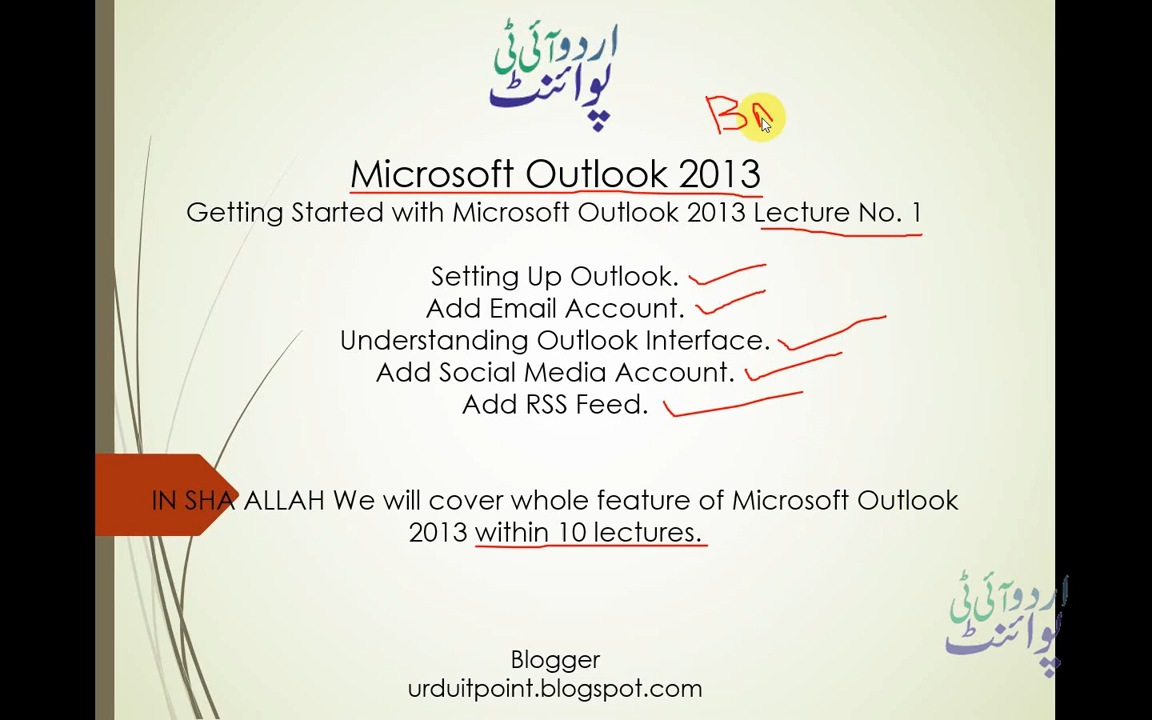 اردو آئی ٹی
پوائنٹ
B
Microsoft Outlook 2013
Getting Started with Microsoft Outlook 2013 Lecture No. 1
Setting Up Outlook.
Add Email Account.
Understanding Outlook Interface.
Add Social Media Account.
Add RSS Feed.
IN SHA ALLAH We will cover whole feature of Microsoft Outlook
2013 within 10 lectures.
اردو آئی ٹی
پوائنٹ
Blogger
urduitpoint.blogspot.com